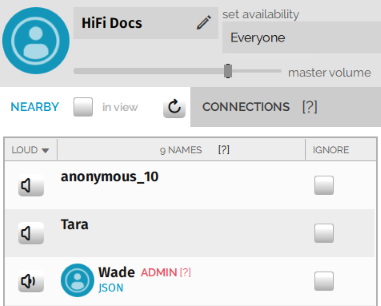 HiFi Docs
set availability
Everyone
master volume
NEARBY in view CONNECTIONS [?]
LOUD 9 NAMES [?] IGNORE
anonymous_10
Tara
Wade ADMIN [?]
JSON